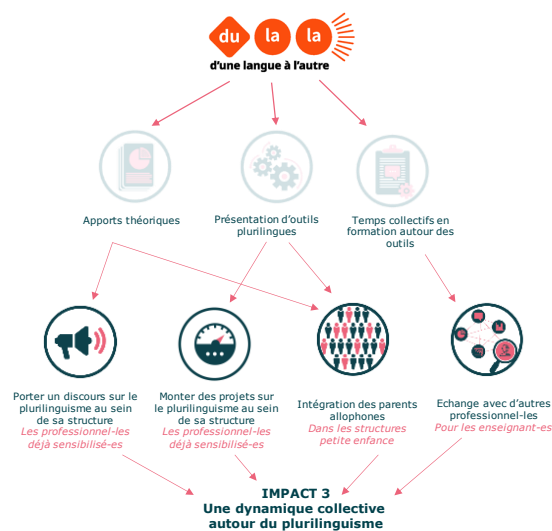 du la la
d'une langue à l'autre
Apports théoriques
Présentation d'outils
plurilingues
Temps collectifs en
formation autour des
outils
Porter un discours sur le
plurilinguisme au sein
de sa structure
Les professionnel-les
déjà sensibilisé-es
Monter des projets sur
le plurilinguisme au sein
de sa structure
Les professionnel-les
déjà sensibilisé-es
Intégration des parents
allophones
Dans les structures
petite enfance
Echange avec d'autres
professionnel-les
Pour les enseignant-es
IMPACT 3
Une dynamique collective
autour du plurilinguisme